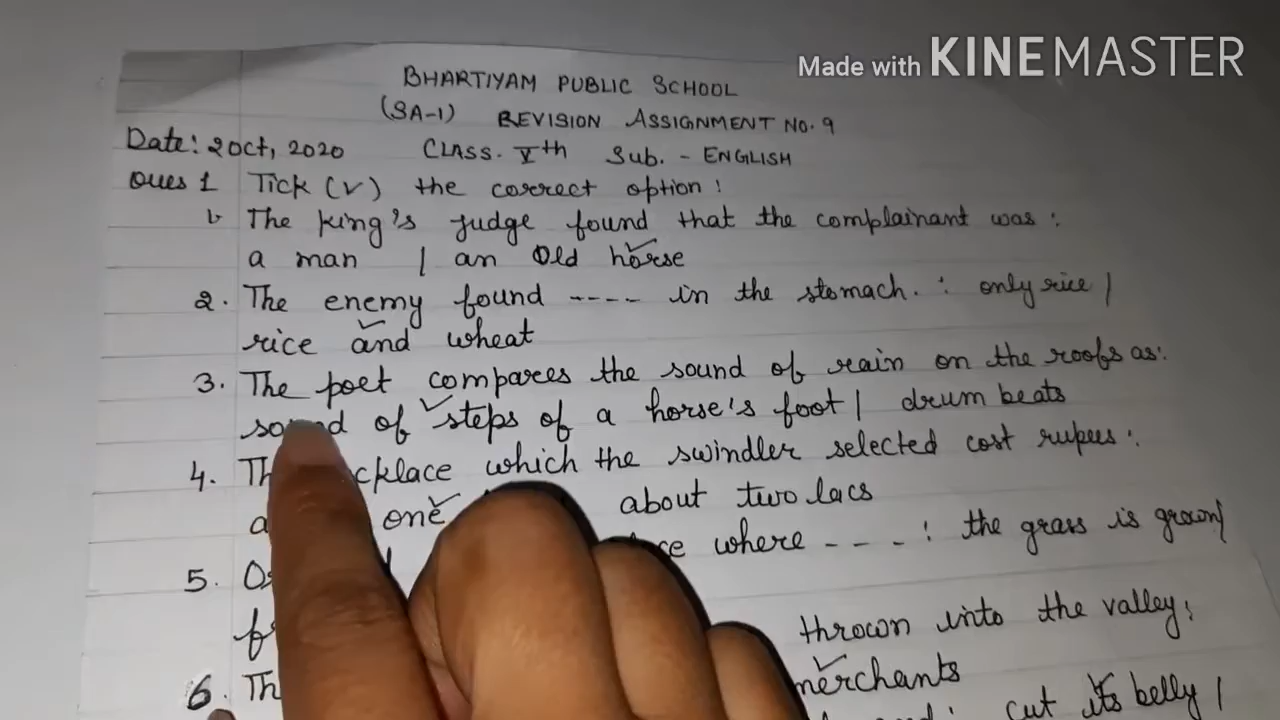 Made with KINEMASTER
BHARTIYAM PUBLIC SCHOOL
(SA-1) REVISION ASSIGNMENT NO. 9
Date: 2 Oct, 2020 CLASS. Vth Sub. - ENGLISH
Ques 1 Tick (✓) the correct option :
1. The king's judge found that the complainant was :
a man / an old horse ✓
2. The enemy found ---- in the stomach. : only rice /
rice and wheat ✓
3. The poet compares the sound of rain on the roofs as:
sound of ✓ steps of a horse's foot / drum beats
4. The necklace which the swindler selected cost rupees :
one ✓ about two lacs
5. where - - - - : the grass is grown /
thrown into the valley :
6. merchants ✓
cut its ✓ belly /